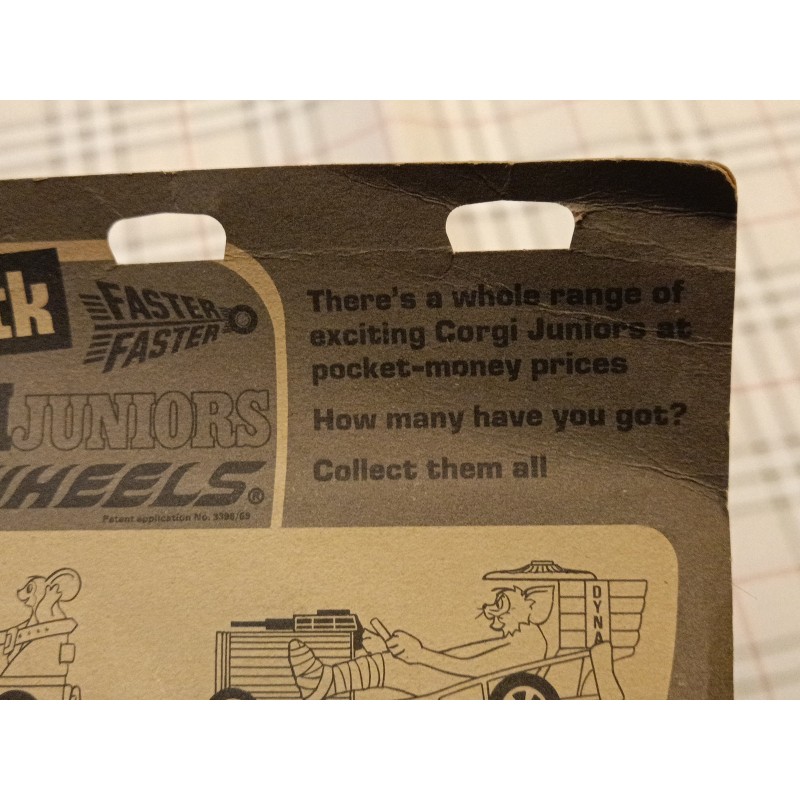 ck
FASTER
FASTER
JUNIORS
WHEELS®
Patent application No. 3396/69
There's a whole range of
exciting Corgi Juniors at
pocket-money prices
How many have you got?
Collect them all
DYNA